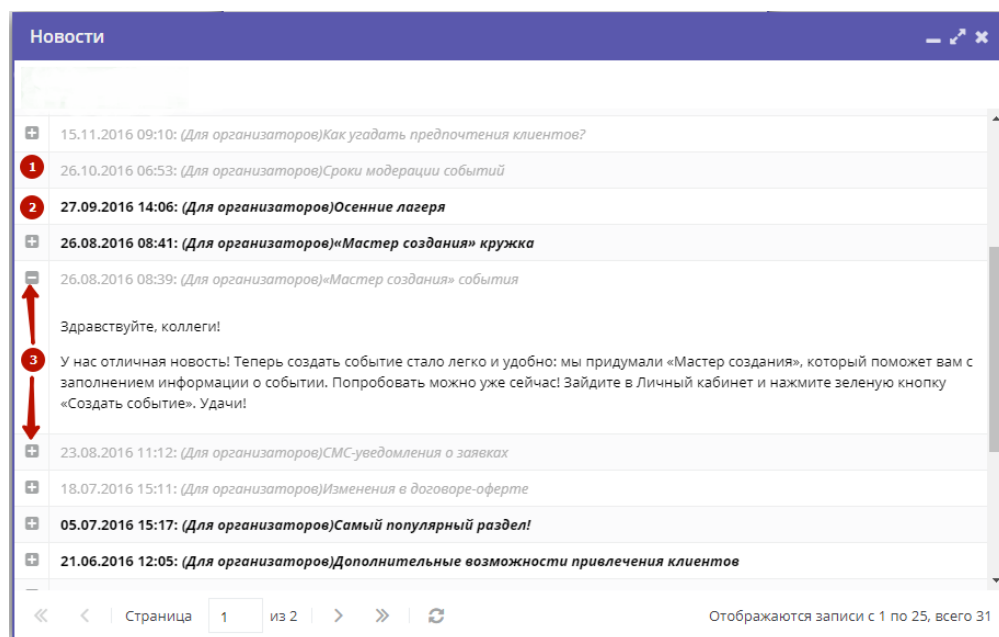 Новости
15.11.2016 09:10: (Для организаторов)Как угадать предпочтения клиентов?
1
26.10.2016 06:53: (Для организаторов)Сроки модерации событий
2
27.09.2016 14:06: (Для организаторов)Осенние лагеря
26.08.2016 08:41: (Для организаторов)«Мастер создания» кружка
26.08.2016 08:39: (Для организаторов)«Мастер создания» события
Здравствуйте, коллеги!
3
У нас отличная новость! Теперь создать событие стало легко и удобно: мы придумали «Мастер создания», который поможет вам с
заполнением информации о событии. Попробовать можно уже сейчас! Зайдите в Личный кабинет и нажмите зеленую кнопку
«Создать событие». Удачи!
23.08.2016 11:12: (Для организаторов)СМС-уведомления о заявках
18.07.2016 15:11: (Для организаторов)Изменения в договоре-оферте
05.07.2016 15:17: (Для организаторов)Самый популярный раздел!
21.06.2016 12:05: (Для организаторов)Дополнительные возможности привлечения клиентов
Страница 1 из 2
Отображаются записи с 1 по 25, всего 31